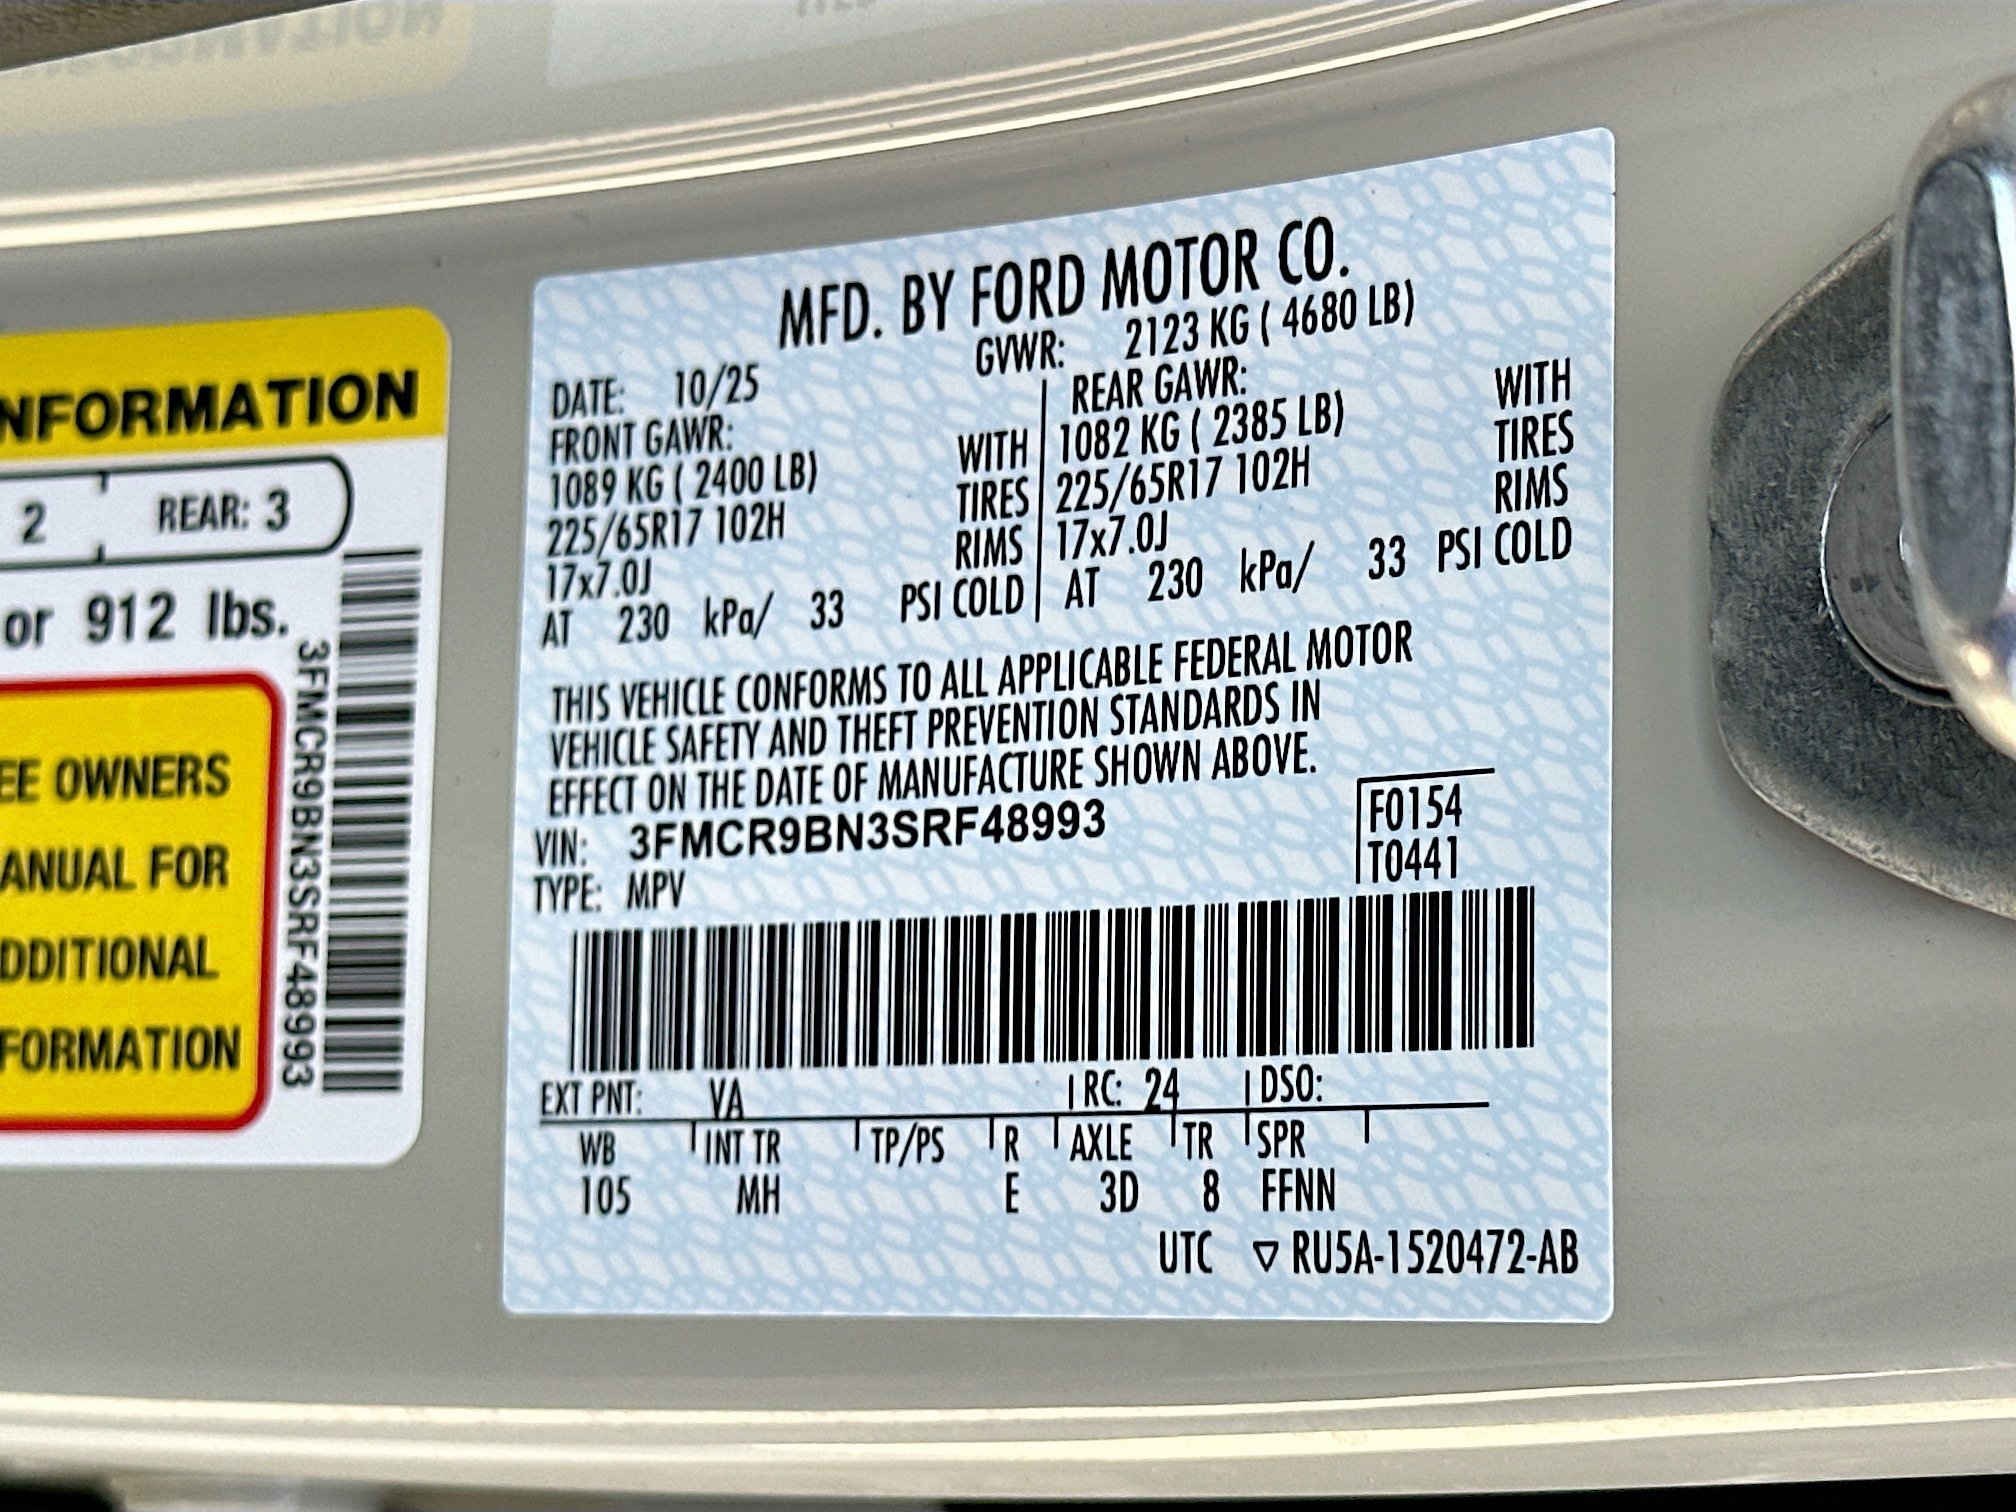 NFORMATION
2 REAR: 3
or 912 lbs.
EE OWNERS
ANUAL FOR
DDITIONAL
FORMATION
3FMCR9BN3SRF48993
MFD. BY FORD MOTOR CO.
DATE: 10/25 GVWR: 2123 KG ( 4680 LB)
FRONT GAWR: REAR GAWR:
1089 KG ( 2400 LB) WITH 1082 KG ( 2385 LB) WITH
225/65R17 102H TIRES 225/65R17 102H TIRES
17x7.0J RIMS 17x7.0J RIMS
AT 230 kPa/ 33 PSI COLD AT 230 kPa/ 33 PSI COLD
THIS VEHICLE CONFORMS TO ALL APPLICABLE FEDERAL MOTOR
VEHICLE SAFETY AND THEFT PREVENTION STANDARDS IN
EFFECT ON THE DATE OF MANUFACTURE SHOWN ABOVE.
VIN: 3FMCR9BN3SRF48993 F0154
TYPE: MPV T0441
EXT PNT: VA RC: 24 DSO:
WB INT TR TP/PS R AXLE TR SPR
105 MH E 3D 8 FFNN
UTC ▽ RU5A-1520472-AB